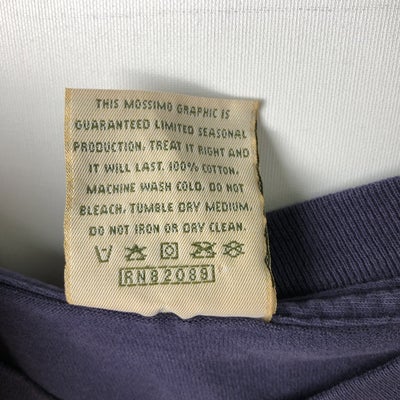 THIS MOSSIMO GRAPHIC IS
GUARANTEED LIMITED SEASONAL
PRODUCTION. TREAT IT RIGHT AND
IT WILL LAST. 100% COTTON.
MACHINE WASH COLD. DO NOT
BLEACH. TUMBLE DRY MEDIUM.
DO NOT IRON OR DRY CLEAN.
RN82089